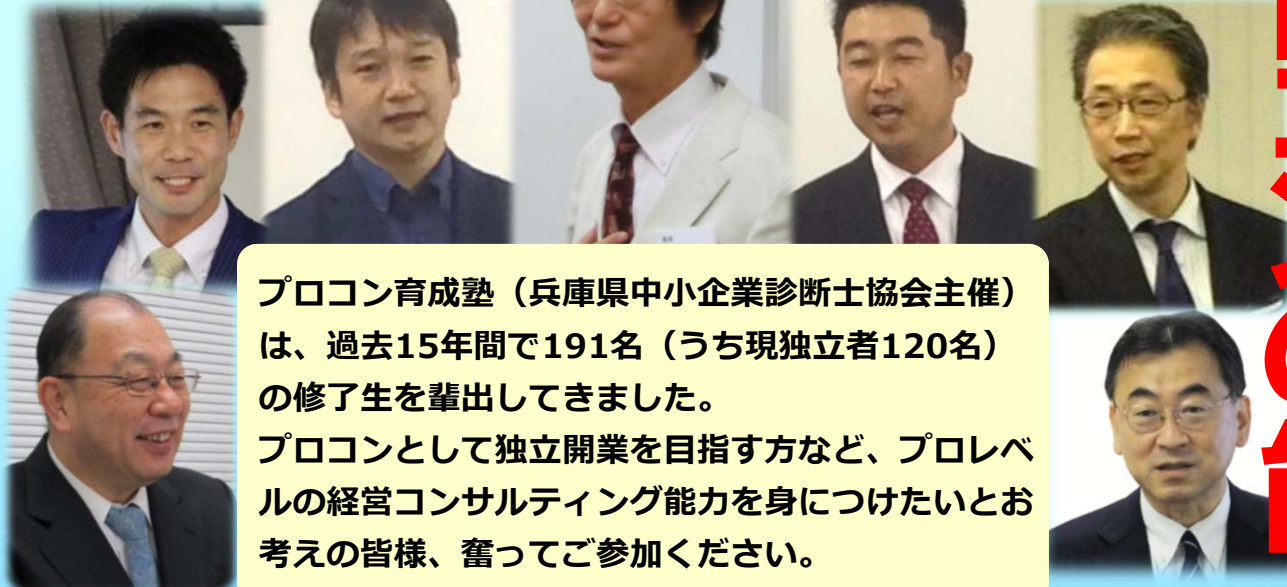 プロコン育成塾（兵庫県中小企業診断士協会主催）
は、過去15年間で191名（うち現独立者120名）
の修了生を輩出してきました。
プロコンとして独立開業を目指す方など、プロレベ
ルの経営コンサルティング能力を身につけたいとお
考えの皆様、奮ってご参加ください。